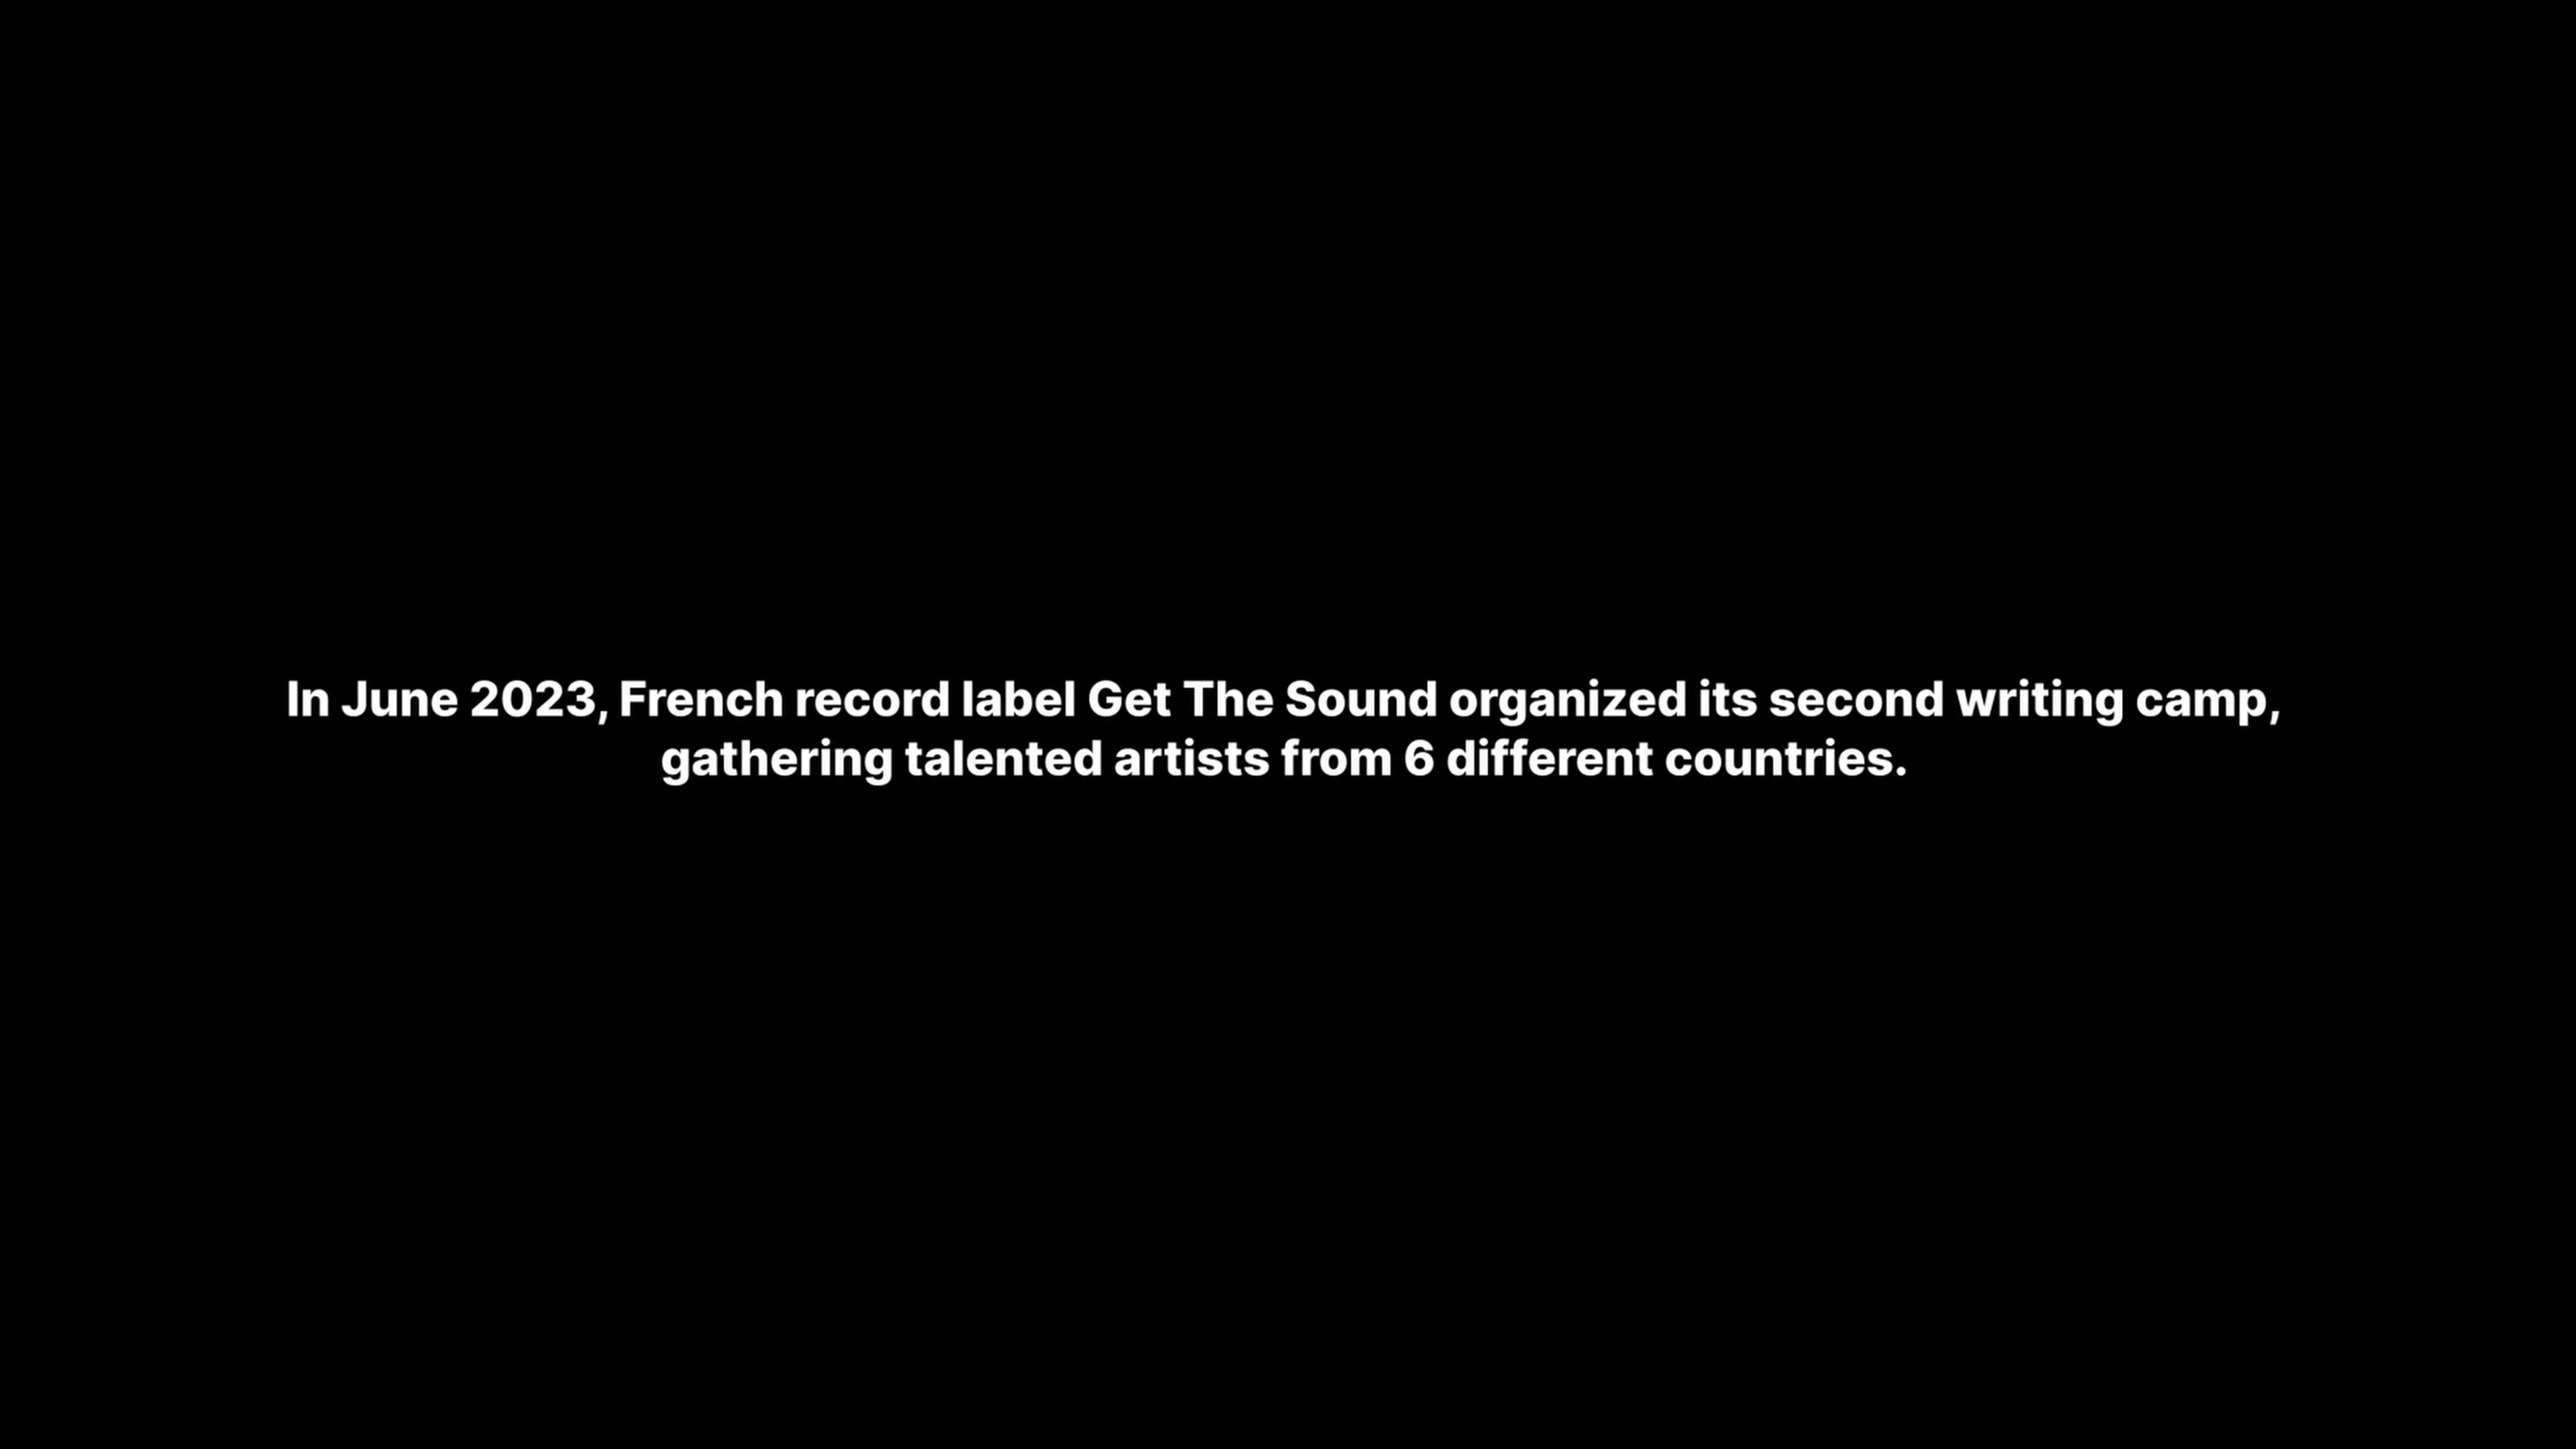 In June 2023, French record label Get The Sound organized its second writing camp,
gathering talented artists from 6 different countries.